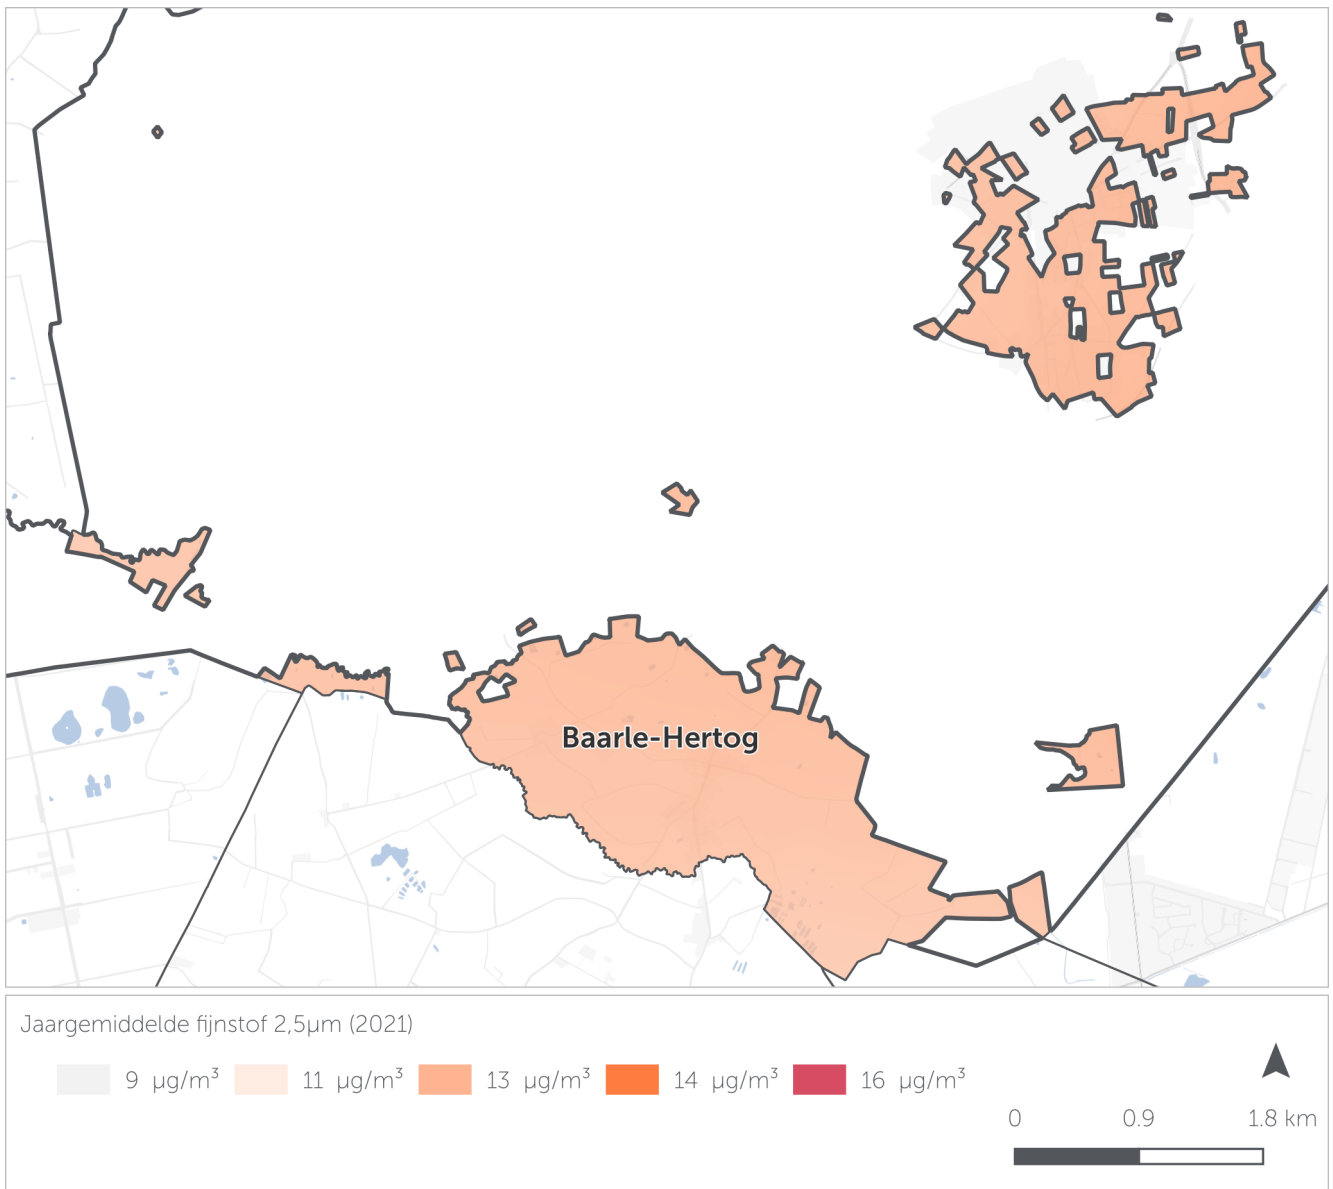 Baarle-Hertog
Jaargemiddelde fijnstof 2,5µm (2021)
9 µg/m³ 11 µg/m³ 13 µg/m³ 14 µg/m³ 16 µg/m³
0 0.9 1.8 km